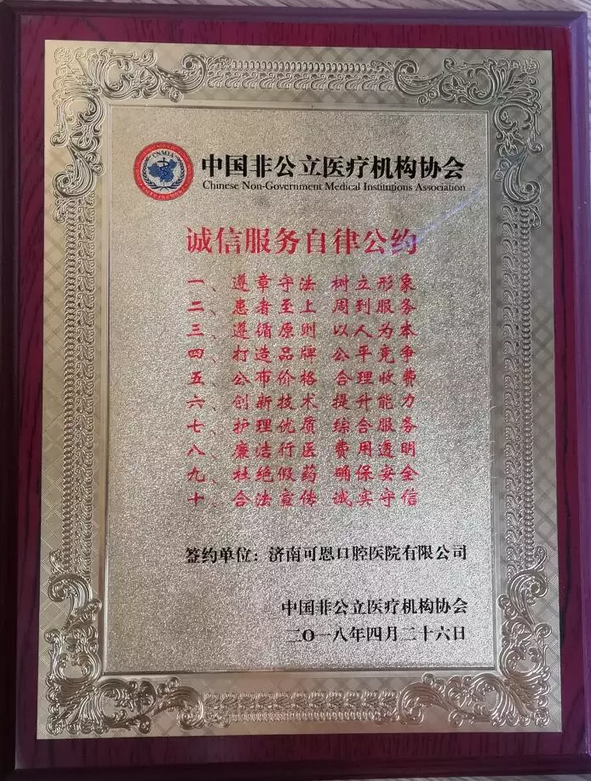 中国非公立医疗机构协会
Chinese Non-Government Medical Institutions Association
诚信服务自律公约
一、遵章守法 树立形象
二、患者至上 周到服务
三、遵循原则 以人为本
四、打造品牌 公平竞争
五、公布价格 合理收费
六、创新技术 提升能力
七、护理优质 综合服务
八、廉洁行医 费用透明
九、杜绝假药 确保安全
十、合法宣传 诚实守信
签约单位：济南可恩口腔医院有限公司
中国非公立医疗机构协会
二〇一八年四月二十六日